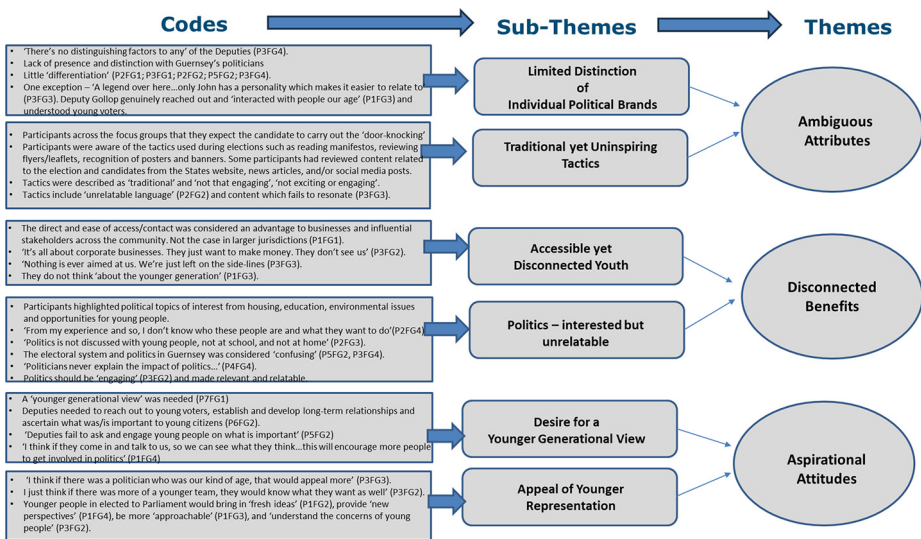 Codes
Sub-Themes
Themes
• ‘There’s no distinguishing factors to any’ of the Deputies (P3FG4).
• Lack of presence and distinction with Guernsey’s politicians
• Little ‘differentiation’ (P2FG1; P3FG1; P2FG2; P5FG2; P3FG4).
• One exception – ‘A legend over here…only John has a personality which makes it easier to relate to’
(P3FG3). Deputy Gollop genuinely reached out and ‘interacted with people our age’ (P1FG3) and
understood young voters.
Limited Distinction
of
Individual Political Brands
• Participants across the focus groups that they expect the candidate to carry out the ‘door-knocking’
• Participants were aware of the tactics used during elections such as reading manifestos, reviewing
flyers/leaflets, recognition of posters and banners. Some participants had reviewed content related
to the election and candidates from the States website, news articles, and/or social media posts.
• Tactics were described as ‘traditional’ and ‘not that engaging’, ‘not exciting or engaging’.
• Tactics include ‘unrelatable language’ (P2FG2) and content which fails to resonate (P3FG3).
Traditional yet Uninspiring
Tactics
Ambiguous
Attributes
• The direct and ease of access/contact was considered an advantage to businesses and influential
stakeholders across the community. Not the case in larger jurisdictions (P1FG1).
• ‘It’s all about corporate businesses. They just want to make money. They don’t see us’ (P3FG2).
• ‘Nothing is ever aimed at us. We’re just left on the side-lines (P3FG3).
• They do not think ‘about the younger generation’ (P1FG3).
Accessible yet
Disconnected Youth
• Participants highlighted political topics of interest from housing, education, environmental issues
and opportunities for young people.
• ‘From my experience and so, I don’t know who these people are and what they want to do’(P2FG4)
• ‘Politics is not discussed with young people, not at school, and not at home’ (P2FG3).
• The electoral system and politics in Guernsey was considered ‘confusing’ (P5FG2, P3FG4).
• ‘Politicians never explain the impact of politics…’ (P4FG4).
• Politics should be ‘engaging’ (P3FG2) and made relevant and relatable.
Politics – interested but
unrelatable
Disconnected
Benefits
• A ‘younger generational view’ was needed (P7FG1)
• Deputies needed to reach out to young voters, establish and develop long-term relationships and
ascertain what was/is important to young citizens (P6FG2).
• ‘Deputies fail to ask and engage young people on what is important’ (P5FG2)
• ‘I think if they come in and talk to us, so we can see what they think…this will encourage more people
to get involved in politics’ (P1FG4)
Desire for a
Younger Generational View
• ‘I think if there was a politician who was our kind of age, that would appeal more’ (P3FG3).
• I just think if there was more of a younger team, they would know what they want as well’ (P3FG2).
• Younger people in elected to Parliament would bring in ‘fresh ideas’ (P1FG2), provide ‘new
perspectives’ (P1FG4), be more ‘approachable’ (P1FG3), and ‘understand the concerns of young
people’ (P3FG2).
Appeal of Younger
Representation
Aspirational
Attitudes